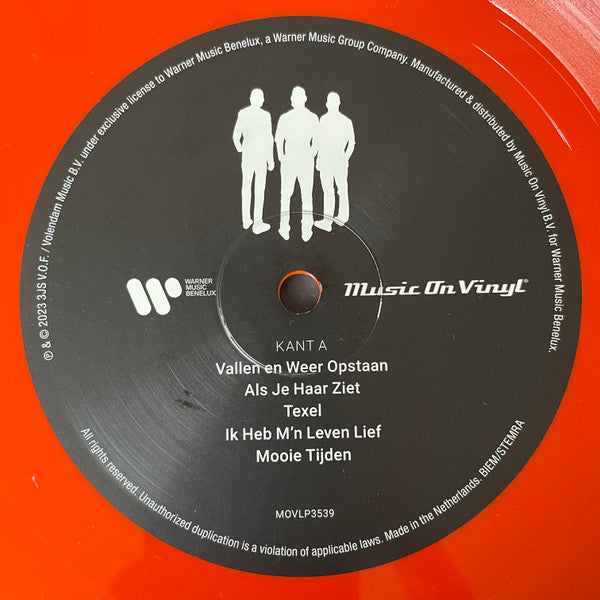 ℗ & © 2023 3JS V.O.F. / Volendam Music B.V. under exclusive license to Warner Music Benelux, a Warner Music Group Company. Manufactured & distributed by Music On Vinyl B.V. for Warner Music Benelux.
WARNER
MUSIC
BENELUX
Music On Vinyl®
KANT A
Vallen en Weer Opstaan
Als Je Haar Ziet
Texel
Ik Heb M'n Leven Lief
Mooie Tijden
MOVLP3539
All rights reserved. Unauthorized duplication is a violation of applicable laws. Made in the Netherlands. BIEM/STEMRA